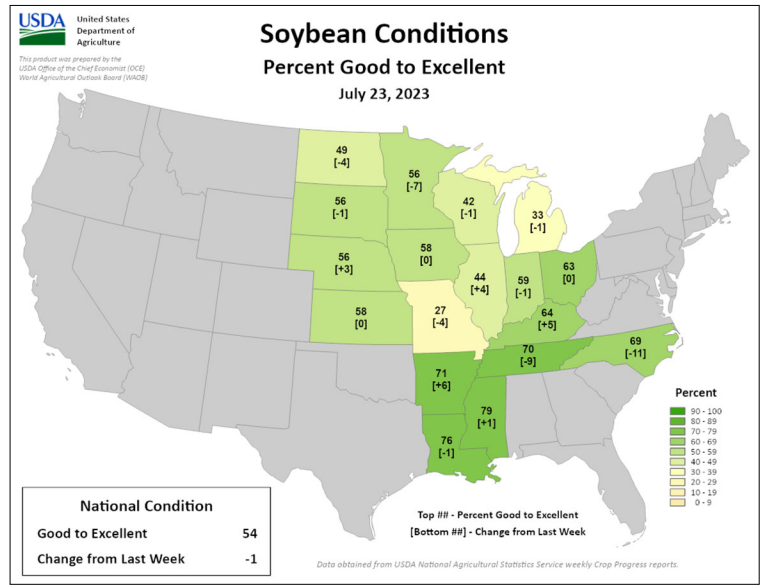 USDA
United States
Department of
Agriculture
This product was prepared by the
USDA Office of the Chief Economist (OCE)
World Agricultural Outlook Board (WAOB)
Soybean Conditions
Percent Good to Excellent
July 23, 2023
49
[-4]
56
[-7]
42
[-1]
33
[-1]
56
[-1]
56
[+3]
58
[0]
44
[+4]
59
[-1]
63
[0]
58
[0]
27
[-4]
64
[+5]
70
[-9]
69
[-11]
71
[+6]
79
[+1]
76
[-1]
Percent
90 - 100
80 - 89
70 - 79
60 - 69
50 - 59
40 - 49
30 - 39
20 - 29
10 - 19
0 - 9
National Condition
Good to Excellent 54
Change from Last Week -1
Top ## - Percent Good to Excellent
[Bottom ##] - Change from Last Week
Data obtained from USDA National Agricultural Statistics Service weekly Crop Progress reports.